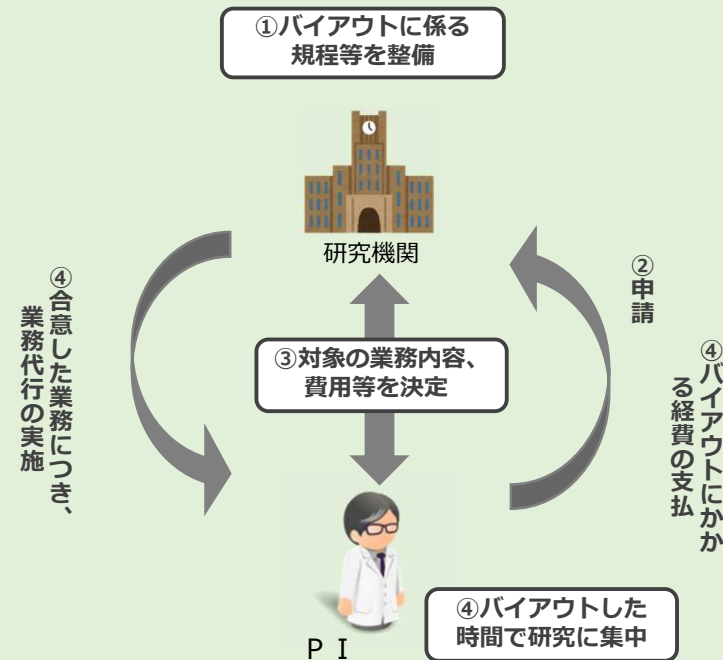 ①バイアウトに係る
規程等を整備
研究機関
②申請
④バイアウトにかか
る経費の支払
③対象の業務内容、
費用等を決定
④合意した業務につき、
業務代行の実施
ＰＩ
④バイアウトした
時間で研究に集中